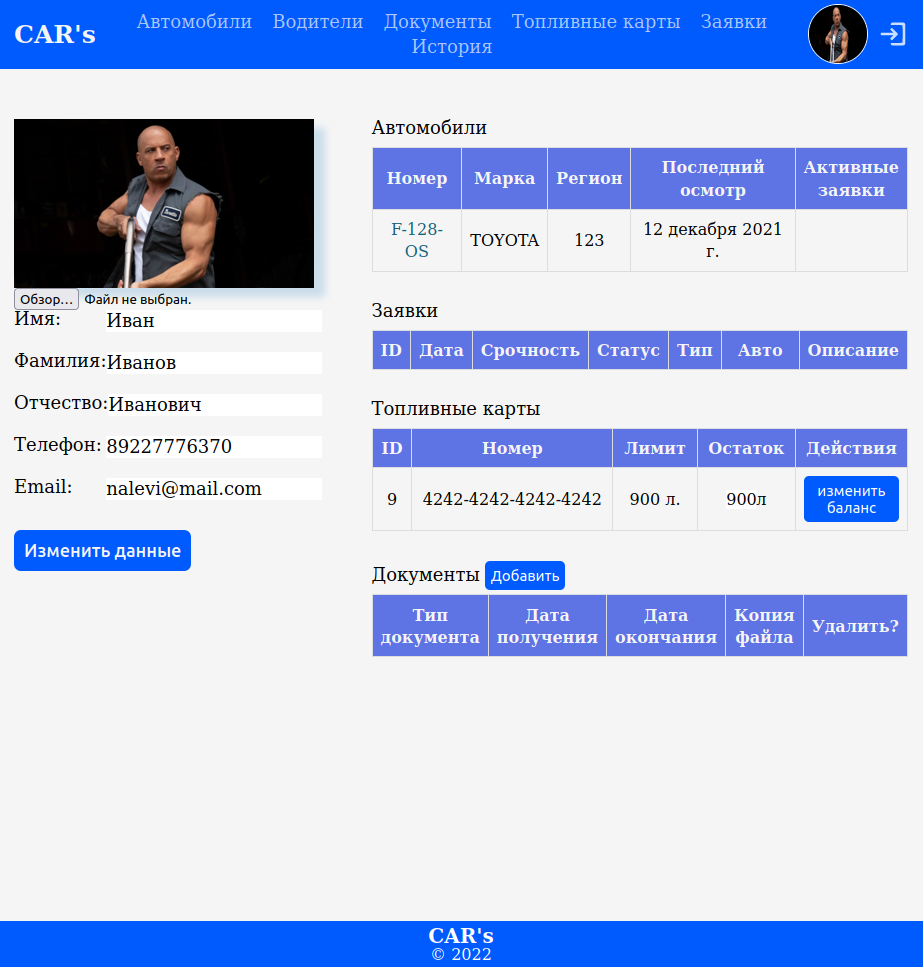 CAR's
Автомобили Водители Документы Топливные карты Заявки
История
Обзор... Файл не выбран.
Имя: Иван
Фамилия: Иванов
Отчество: Иванович
Телефон: 89227776370
Email: nalevi@mail.com
Изменить данные
Автомобили
Номер Марка Регион Последний осмотр Активные заявки
F-128-OS TOYOTA 123 12 декабря 2021 г.
Заявки
ID Дата Срочность Статус Тип Авто Описание
Топливные карты
ID Номер Лимит Остаток Действия
9 4242-4242-4242-4242 900 л. 900л изменить баланс
Документы Добавить
Тип документа Дата получения Дата окончания Копия файла Удалить?
CAR's
© 2022